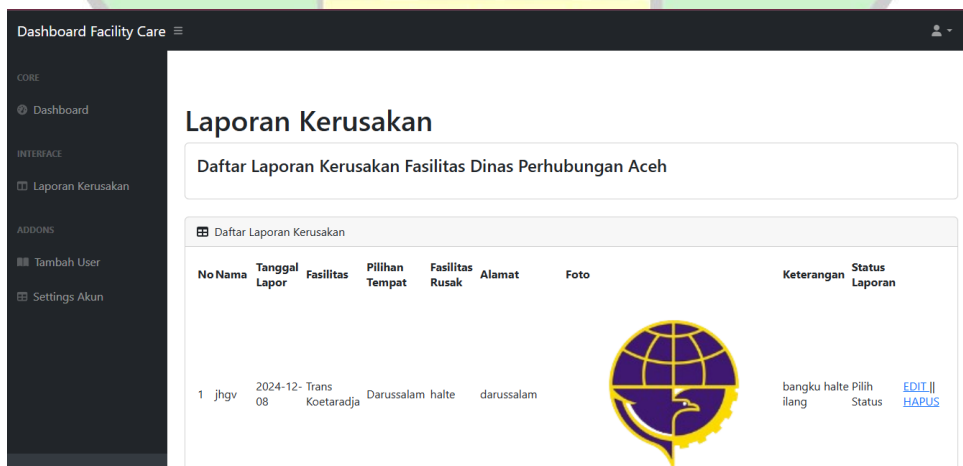 Dashboard Facility Care
CORE
Dashboard
INTERFACE
Laporan Kerusakan
ADDONS
Tambah User
Settings Akun
Laporan Kerusakan
Daftar Laporan Kerusakan Fasilitas Dinas Perhubungan Aceh
Daftar Laporan Kerusakan
No Nama Tanggal Lapor Fasilitas Pilihan Tempat Fasilitas Rusak Alamat Foto Keterangan Status Laporan
1 jhgv 2024-12-08 Trans Koetaradja Darussalam halte darussalam bangku halte ilang Pilih Status EDIT || HAPUS